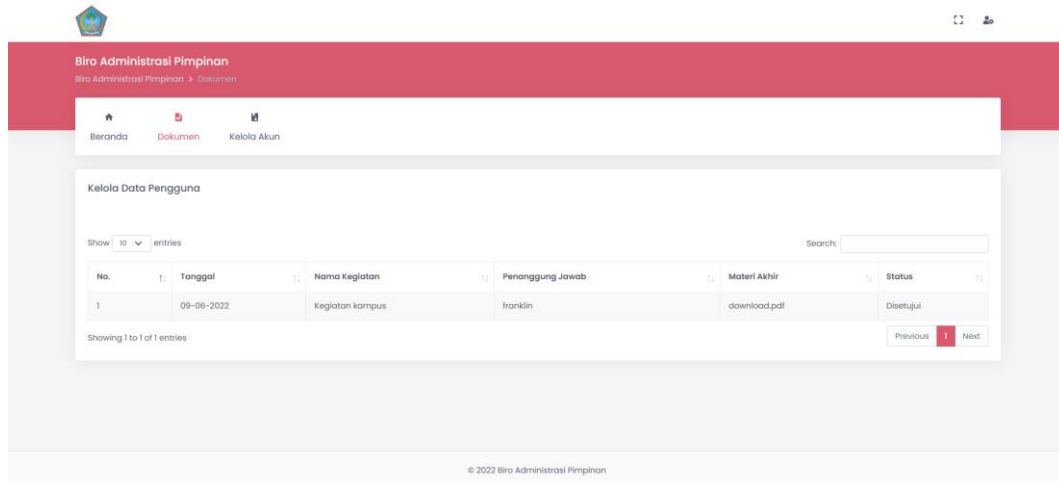 Biro Administrasi Pimpinan
Biro Administrasi Pimpinan > Dokumen
Beranda Dokumen Kelola Akun
Kelola Data Pengguna
Show 10 entries Search:
No. Tanggal Nama Kegiatan Penanggung Jawab Materi Akhir Status
1 09-06-2022 Kegiatan kampus franklin download.pdf Disetujui
Showing 1 to 1 of 1 entries Previous 1 Next
© 2022 Biro Administrasi Pimpinan